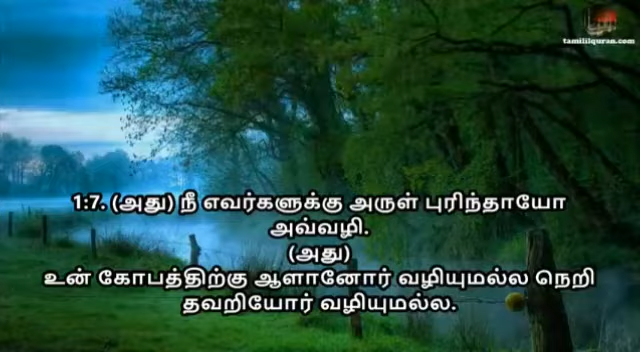 tamililquran.com
1:7. (அது) நீ எவர்களுக்கு அருள் புரிந்தாயோ
அவ்வழி.
(அது)
உன் கோபத்திற்கு ஆளானோர் வழியுமல்ல நெறி
தவறியோர் வழியுமல்ல.